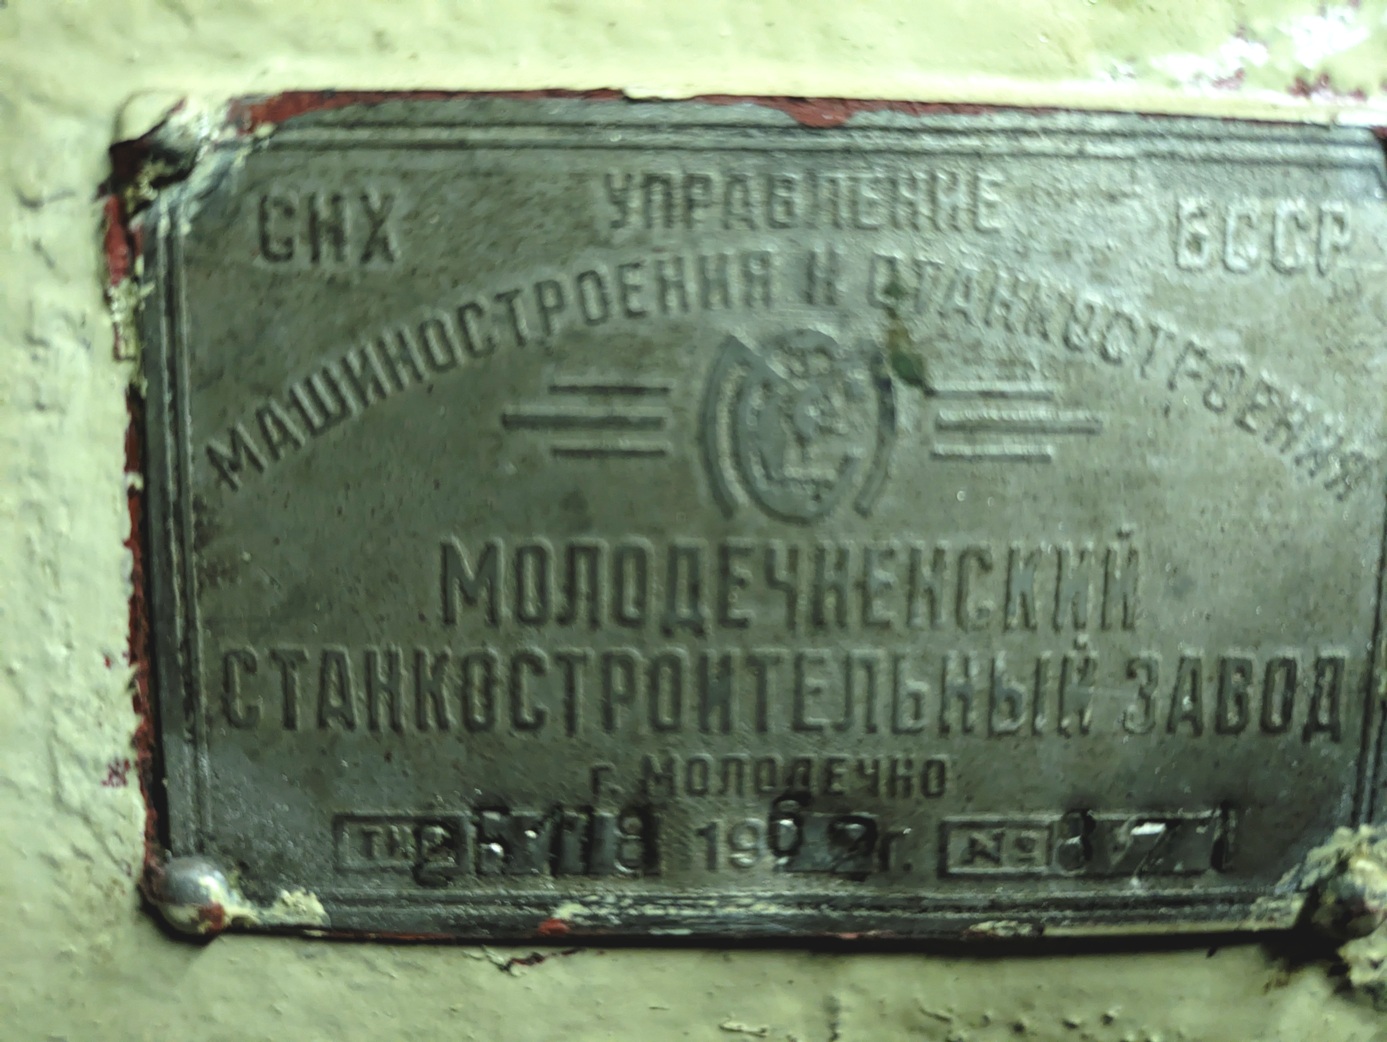 СНХ УПРАВЛЕНИЕ БССР
МАШИНОСТРОЕНИЯ И СТАНКОСТРОЕНИЯ
МОЛОДЕЧНЕНСКИЙ
СТАНКОСТРОИТЕЛЬНЫЙ ЗАВОД
г. МОЛОДЕЧНО
ТИП 1962г. №